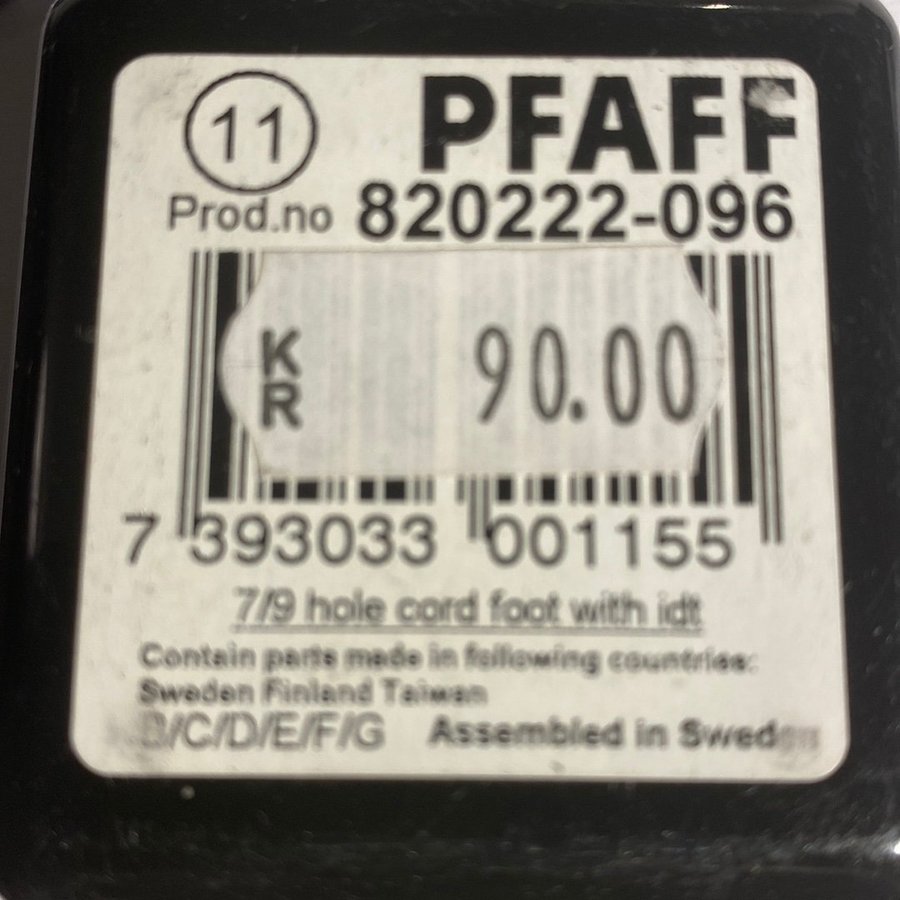 11 PFAFF
Prod.no 820222-096
KR 90.00
7 393033 001155
7/9 hole cord foot with idt
Contain parts made in following countries:
Sweden Finland Taiwan
B/C/D/E/F/G Assembled in Sweden